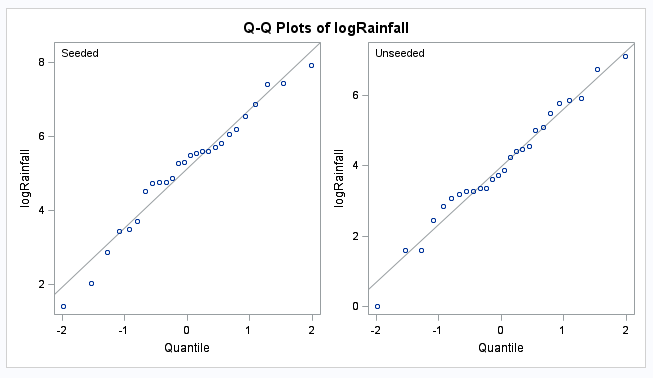 Q-Q Plots of logRainfall
Seeded
8
6
4
2
logRainfall
-2 -1 0 1 2
Quantile
Unseeded
6
4
2
0
logRainfall
-2 -1 0 1 2
Quantile